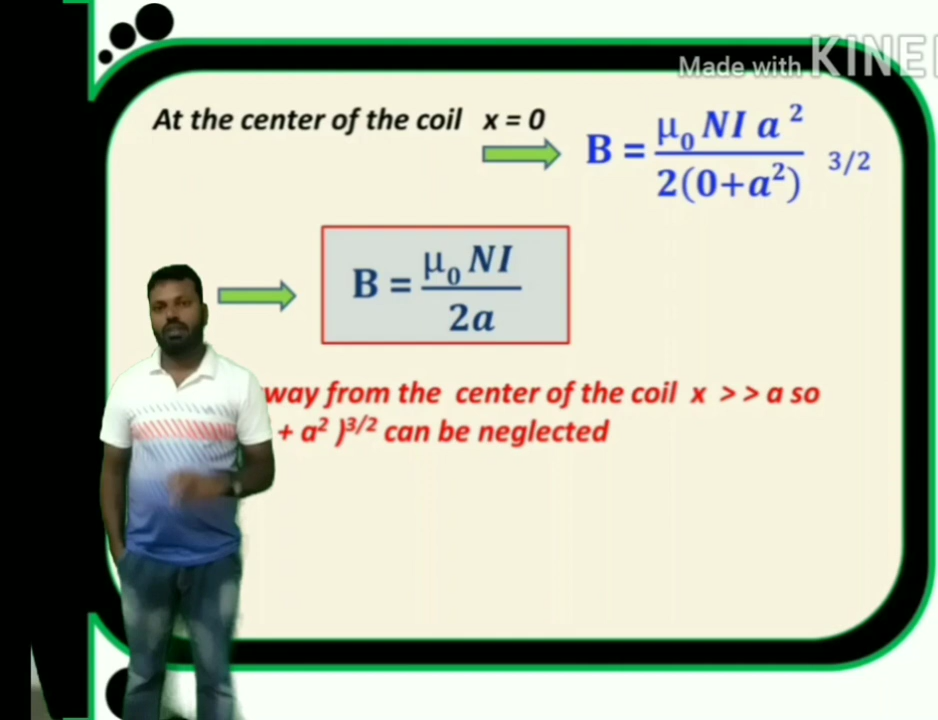 Made with KINE
At the center of the coil x = 0
B = μ₀ NI a² / 2(0+a²) 3/2
B = μ₀ NI / 2a
way from the center of the coil x >> a so
+ a² )³/² can be neglected